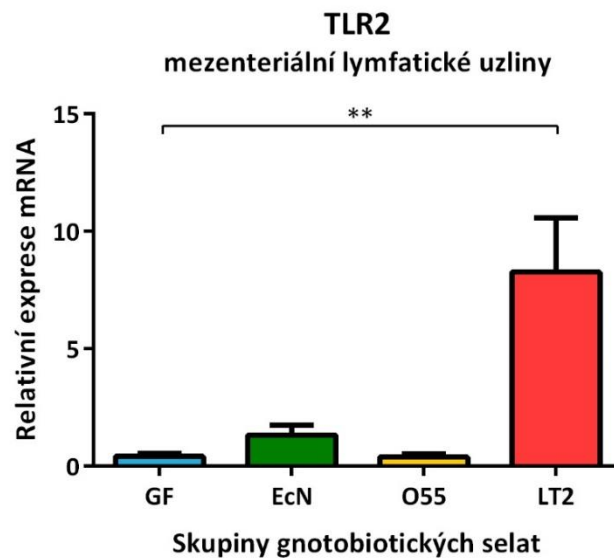 TLR2
mezenteriální lymfatické uzliny
**
15
10
5
0
Relativní exprese mRNA
GF EcN O55 LT2
Skupiny gnotobiotických selat